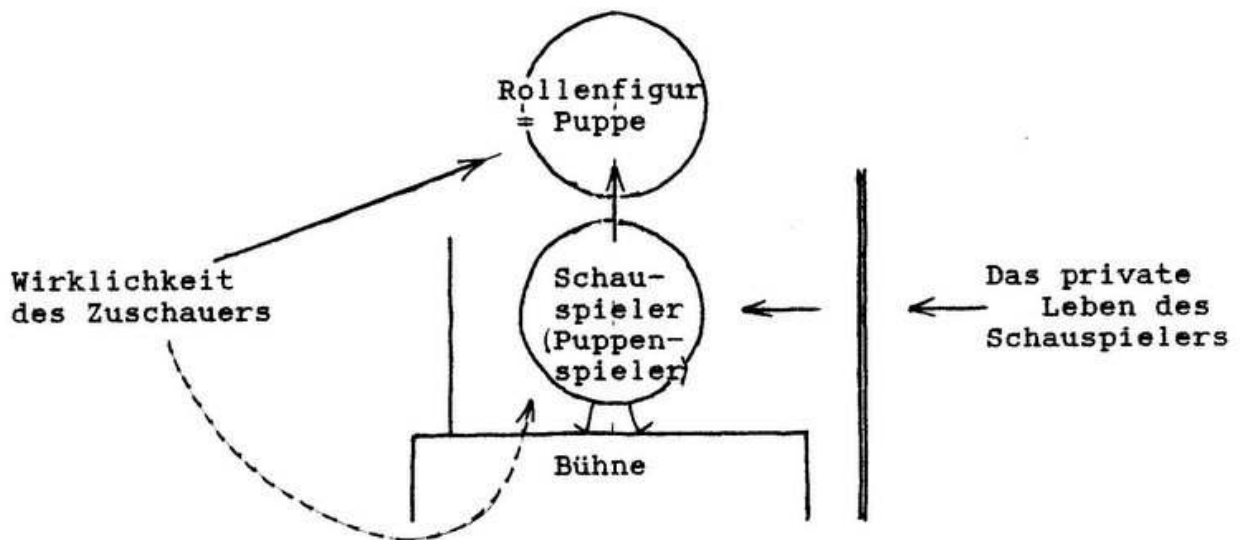 Rollenfigur
= Puppe
Wirklichkeit
des Zuschauers
Schau-
spieler
(Puppen-
spieler)
Das private
Leben des
Schauspielers
Bühne